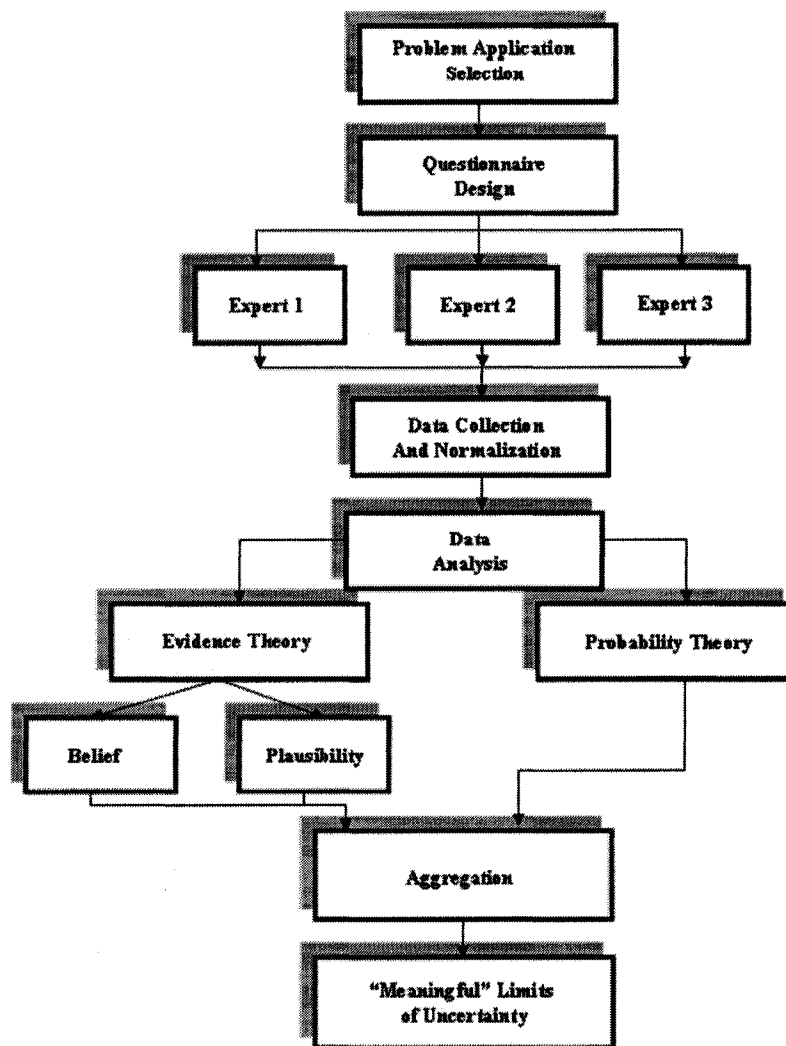 Problem Application
Selection
Questionnaire
Design
Expert 1
Expert 2
Expert 3
Data Collection
And Normalization
Data
Analysis
Evidence Theory
Probability Theory
Belief
Plausibility
Aggregation
“Meaningful” Limits
of Uncertainty